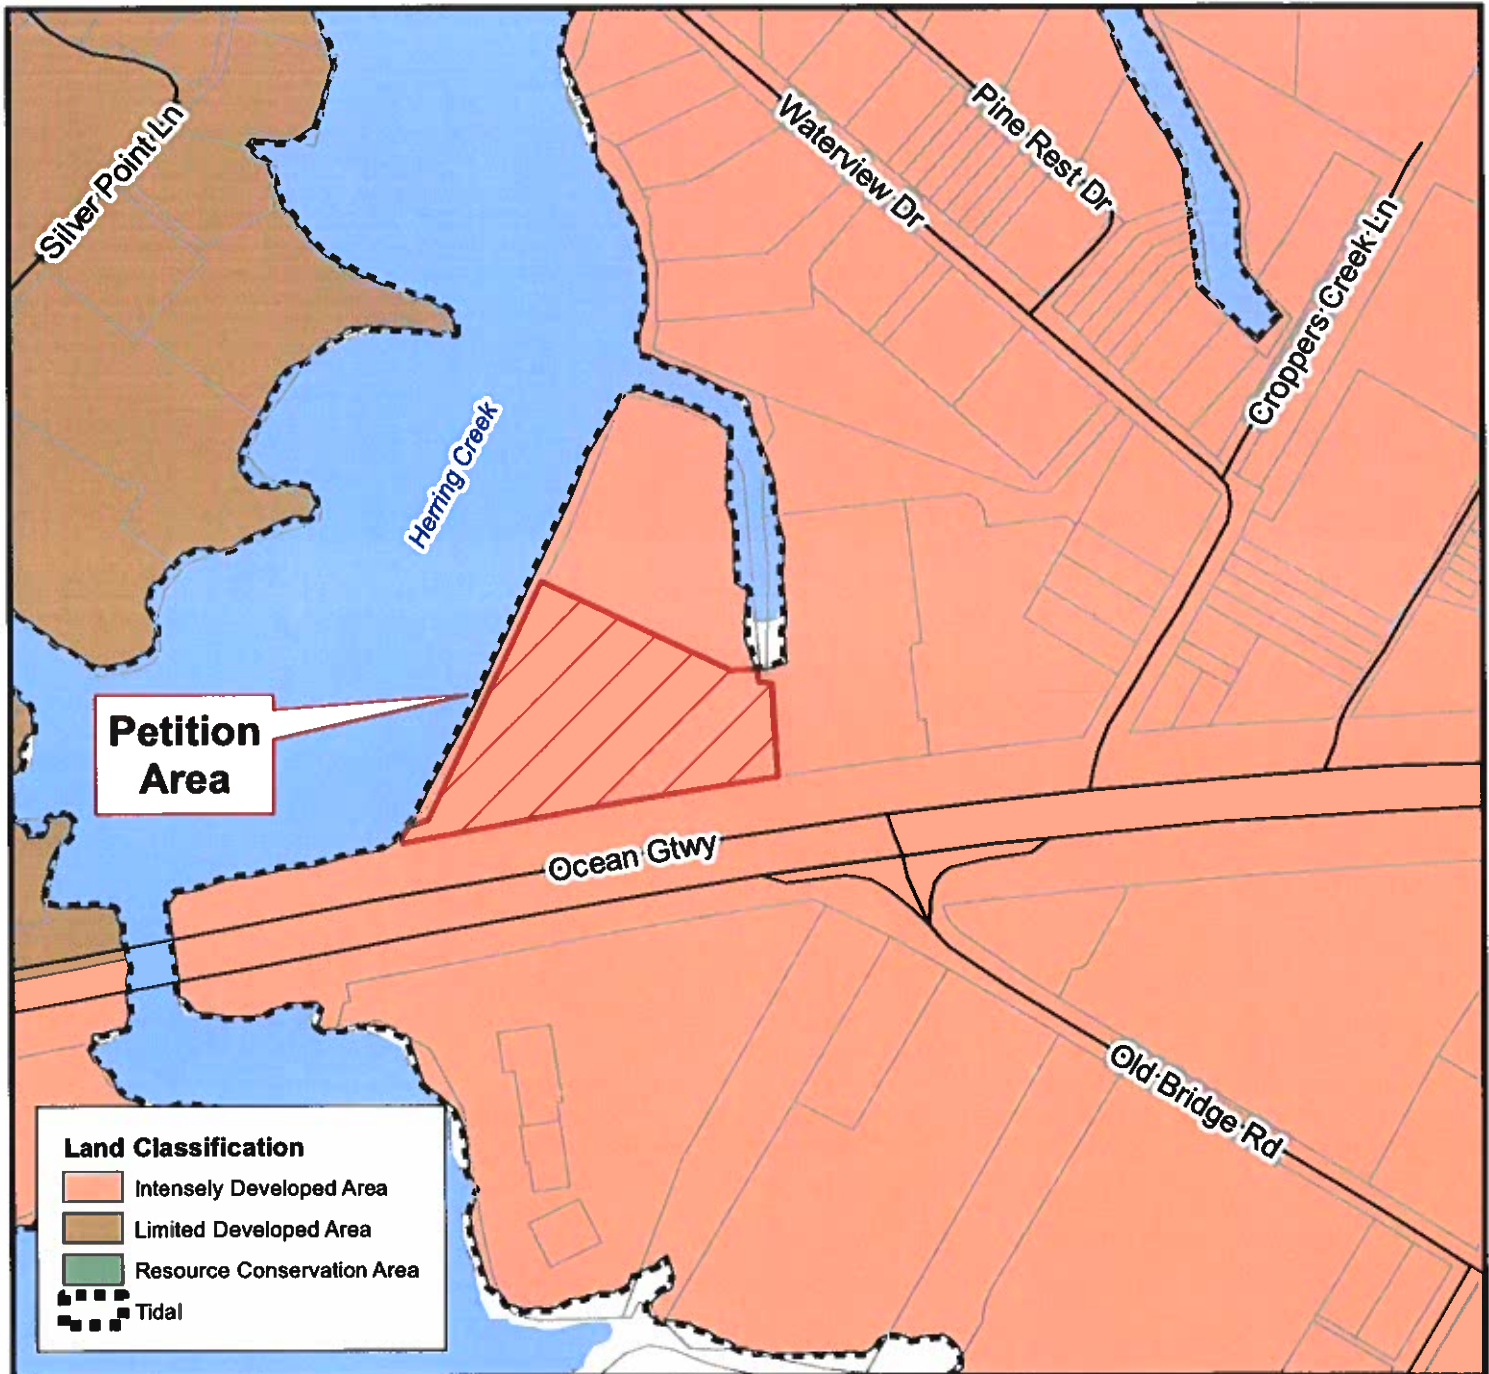 Silver Point Ln
Waterview Dr
Pine Rest Dr
Croppers Creek Ln
Herring Creek
Petition
Area
Ocean Gtwy
Old Bridge Rd
Land Classification
Intensely Developed Area
Limited Developed Area
Resource Conservation Area
Tidal